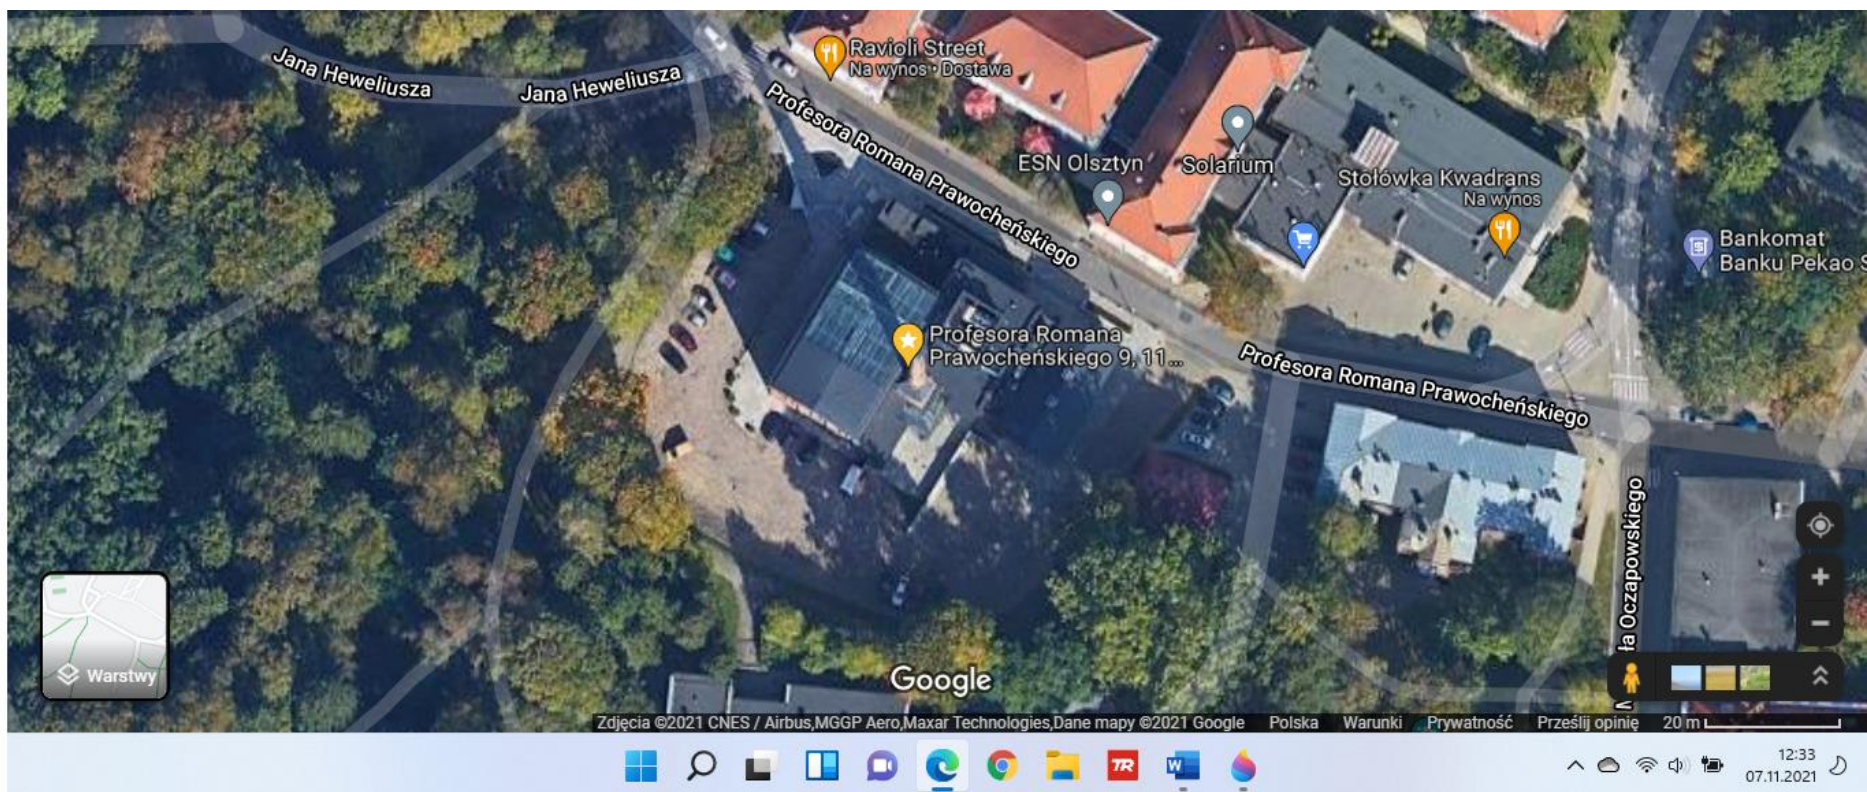 Jana Heweliusza
Jana Heweliusza
Ravioli Street
Na wynos • Dostawa
Profesora Romana Prawocheńskiego
ESN Olsztyn
Solarium
Stołówka Kwadrans
Na wynos
Bankomat
Banku Pekao S
Profesora Romana
Prawocheńskiego 9, 11...
Profesora Romana Prawocheńskiego
ła Oczapowskiego
Warstwy
Google
Zdjęcia ©2021 CNES / Airbus,MGGP Aero,Maxar Technologies,Dane mapy ©2021 Google Polska Warunki Prywatność Prześlij opinię 20 m
TR
W
12:33
07.11.2021